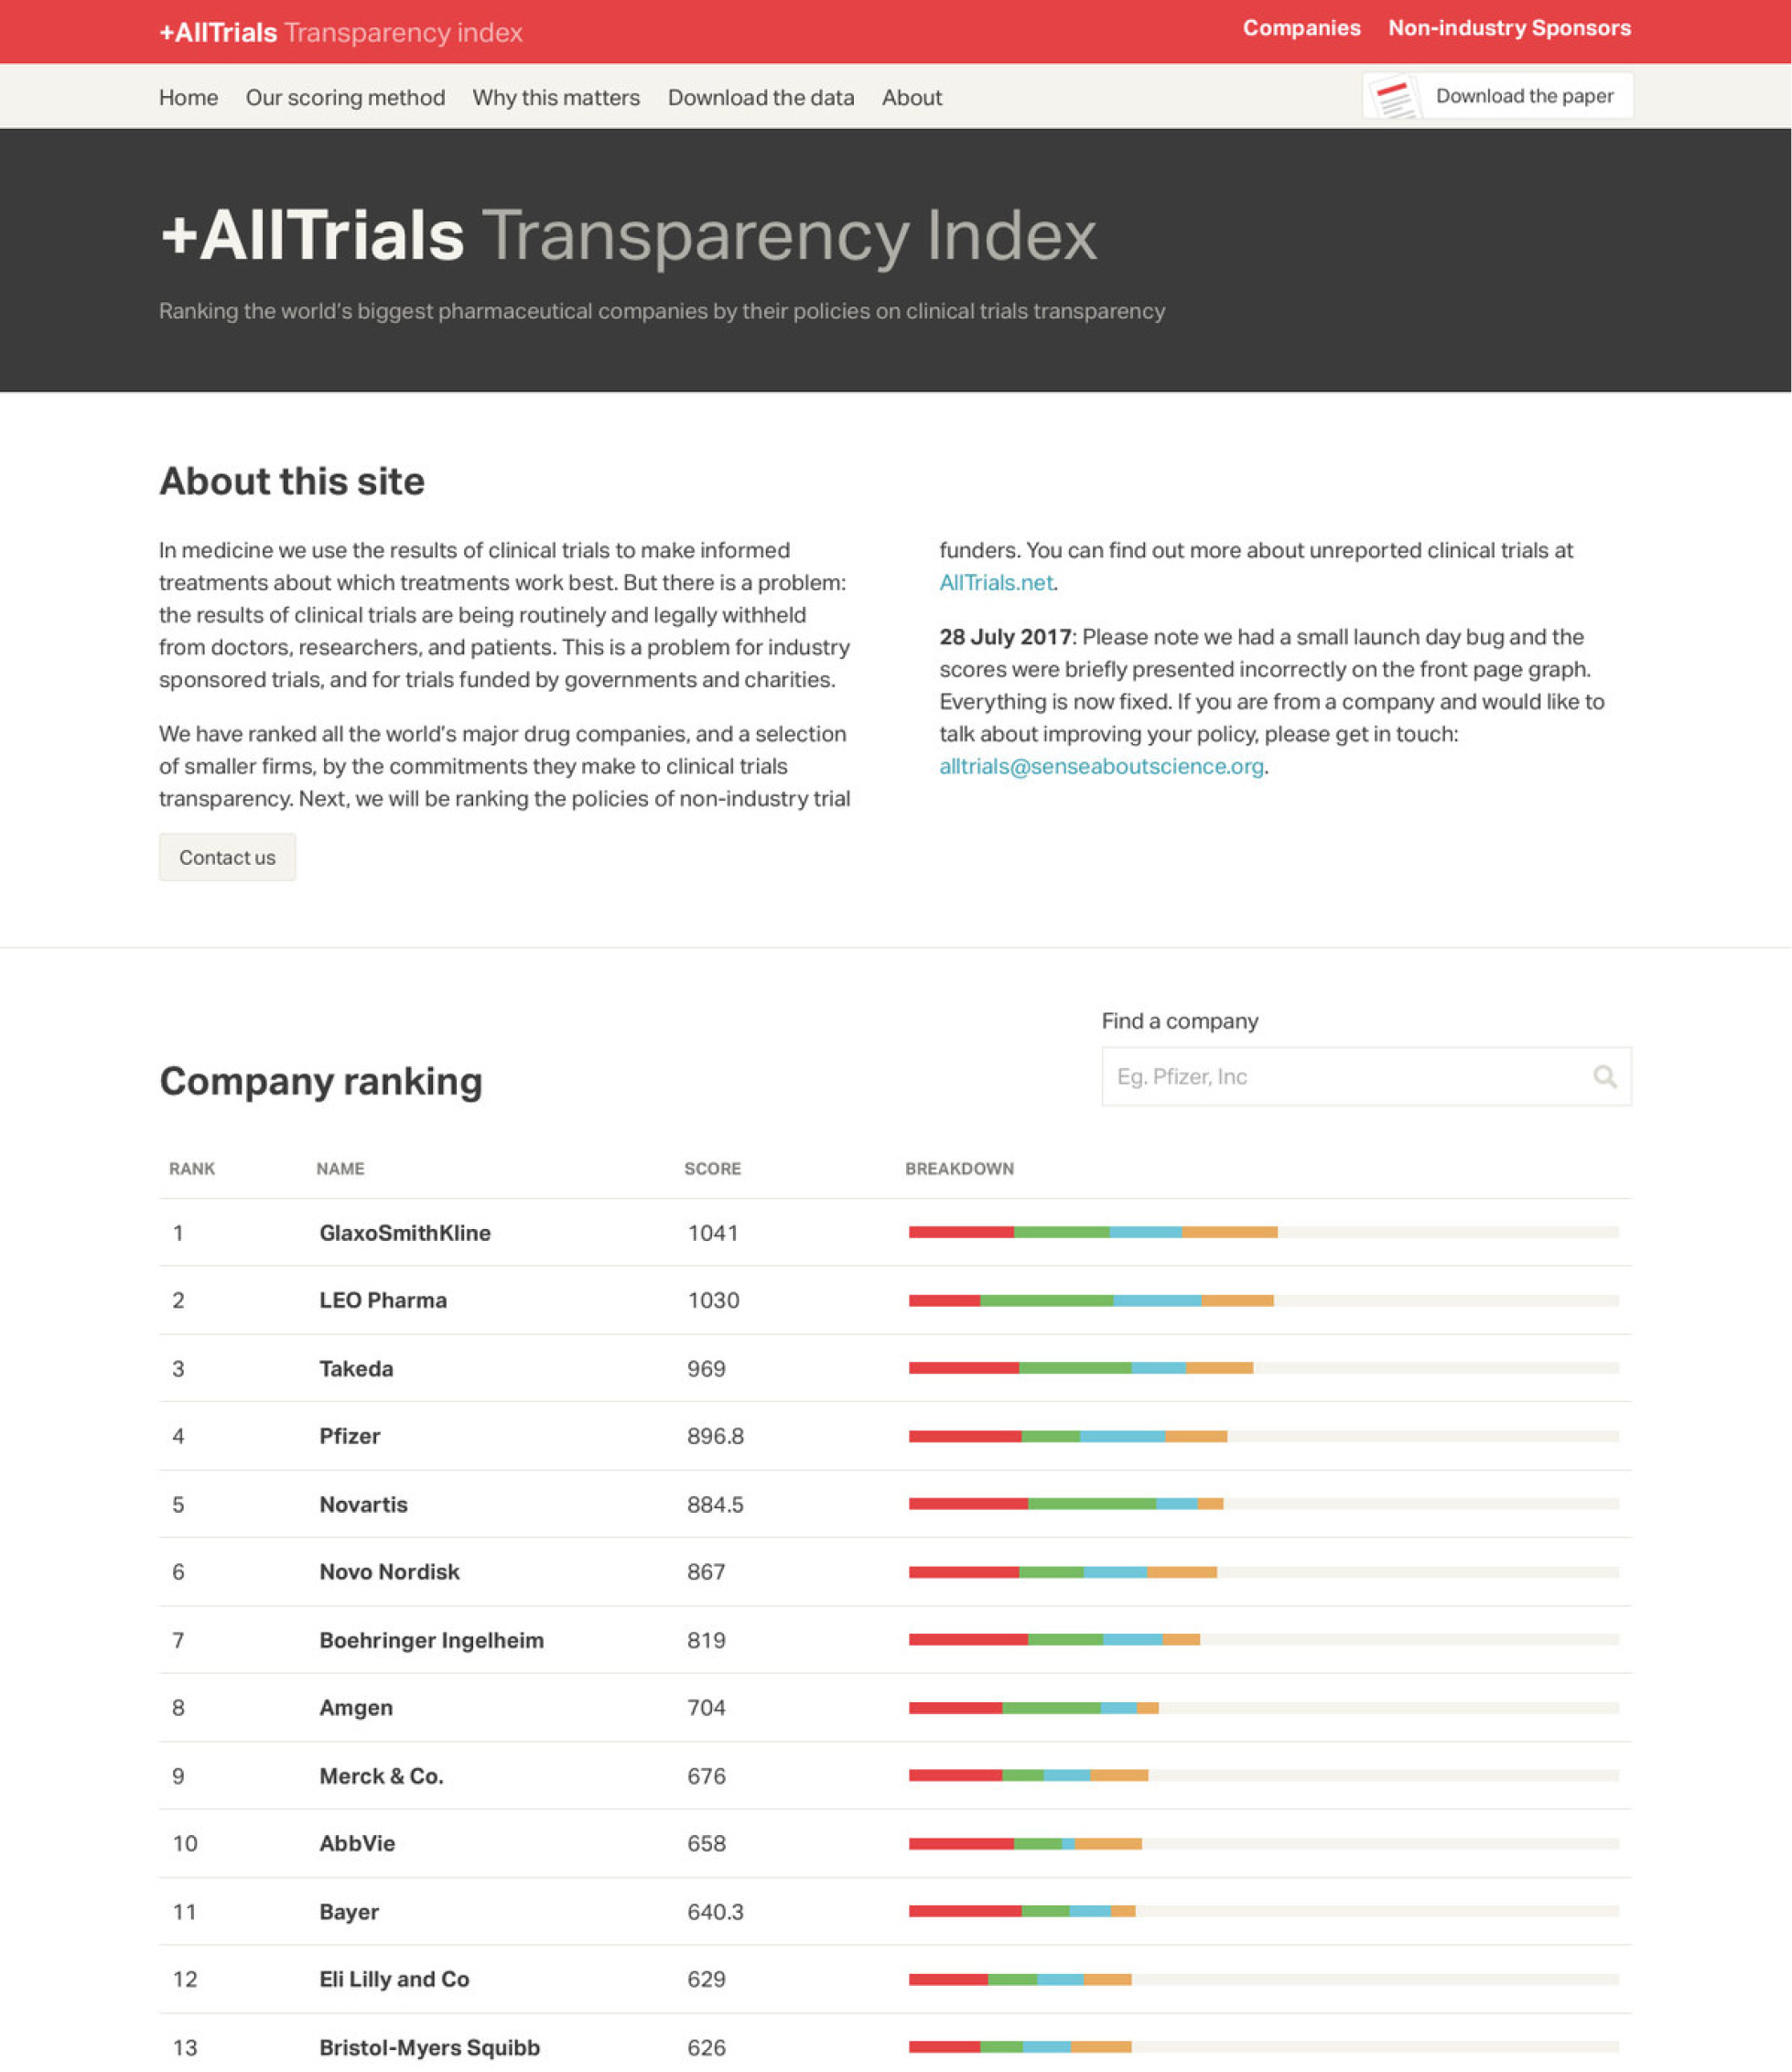 +AllTrials Transparency index
Companies Non-industry Sponsors
Home Our scoring method Why this matters Download the data About
Download the paper
+AllTrials Transparency Index
Ranking the world's biggest pharmaceutical companies by their policies on clinical trials transparency
About this site
In medicine we use the results of clinical trials to make informed
treatments about which treatments work best. But there is a problem:
the results of clinical trials are being routinely and legally withheld
from doctors, researchers, and patients. This is a problem for industry
sponsored trials, and for trials funded by governments and charities.
We have ranked all the world's major drug companies, and a selection
of smaller firms, by the commitments they make to clinical trials
transparency. Next, we will be ranking the policies of non-industry trial
funders. You can find out more about unreported clinical trials at
AllTrials.net.
28 July 2017: Please note we had a small launch day bug and the
scores were briefly presented incorrectly on the front page graph.
Everything is now fixed. If you are from a company and would like to
talk about improving your policy, please get in touch:
alltrials@senseaboutscience.org.
Contact us
Find a company
Eg. Pfizer, Inc
Company ranking
RANK NAME SCORE BREAKDOWN
1 GlaxoSmithKline 1041
2 LEO Pharma 1030
3 Takeda 969
4 Pfizer 896.8
5 Novartis 884.5
6 Novo Nordisk 867
7 Boehringer Ingelheim 819
8 Amgen 704
9 Merck & Co. 676
10 AbbVie 658
11 Bayer 640.3
12 Eli Lilly and Co 629
13 Bristol-Myers Squibb 626